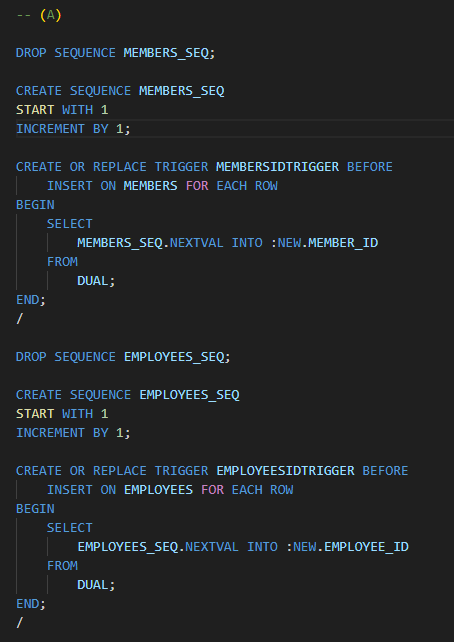 -- (A)
DROP SEQUENCE MEMBERS_SEQ;
CREATE SEQUENCE MEMBERS_SEQ
START WITH 1
INCREMENT BY 1;
CREATE OR REPLACE TRIGGER MEMBERSIDTRIGGER BEFORE
INSERT ON MEMBERS FOR EACH ROW
BEGIN
SELECT
MEMBERS_SEQ.NEXTVAL INTO :NEW.MEMBER_ID
FROM
DUAL;
END;
/
DROP SEQUENCE EMPLOYEES_SEQ;
CREATE SEQUENCE EMPLOYEES_SEQ
START WITH 1
INCREMENT BY 1;
CREATE OR REPLACE TRIGGER EMPLOYEESIDTRIGGER BEFORE
INSERT ON EMPLOYEES FOR EACH ROW
BEGIN
SELECT
EMPLOYEES_SEQ.NEXTVAL INTO :NEW.EMPLOYEE_ID
FROM
DUAL;
END;
/